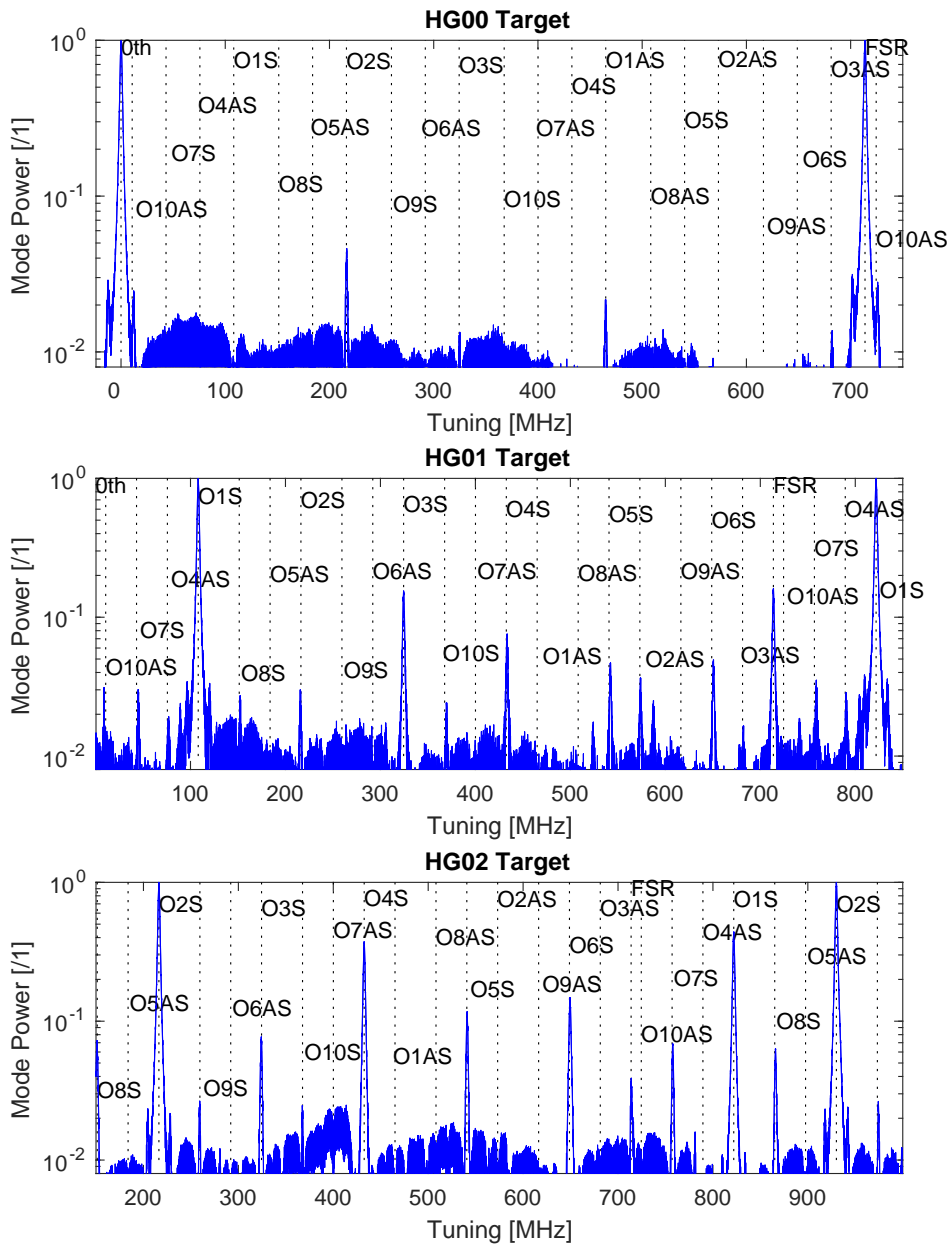 HG00 Target
10^0
0th
O1S
O2S
O3S
O4S
O1AS
O2AS
O3AS
FSR
O4AS
O5AS
O6AS
O7AS
O5S
O7S
O8S
O9S
O10S
O8AS
O6S
10^-1
O10AS
O9AS
O10AS
10^-2
Mode Power [/1]
0 100 200 300 400 500 600 700
Tuning [MHz]
HG01 Target
10^0
0th
O1S
O2S
O3S
O4S
O5S
O6S
FSR
O4AS
O7S
O4AS
O5AS
O6AS
O7AS
O8AS
O9AS
O10AS
O1S
10^-1
O7S
O10AS
O8S
O9S
O10S
O1AS
O2AS
O3AS
10^-2
Mode Power [/1]
100 200 300 400 500 600 700 800
Tuning [MHz]
HG02 Target
10^0
O2S
O3S
O4S
O7AS
O8AS
O2AS
O3AS
FSR
O1S
O2S
O6S
O4AS
O5AS
O5AS
O6AS
O5S
O9AS
O7S
O8S
10^-1
O8S
O9S
O10S
O1AS
O10AS
10^-2
Mode Power [/1]
200 300 400 500 600 700 800 900
Tuning [MHz]